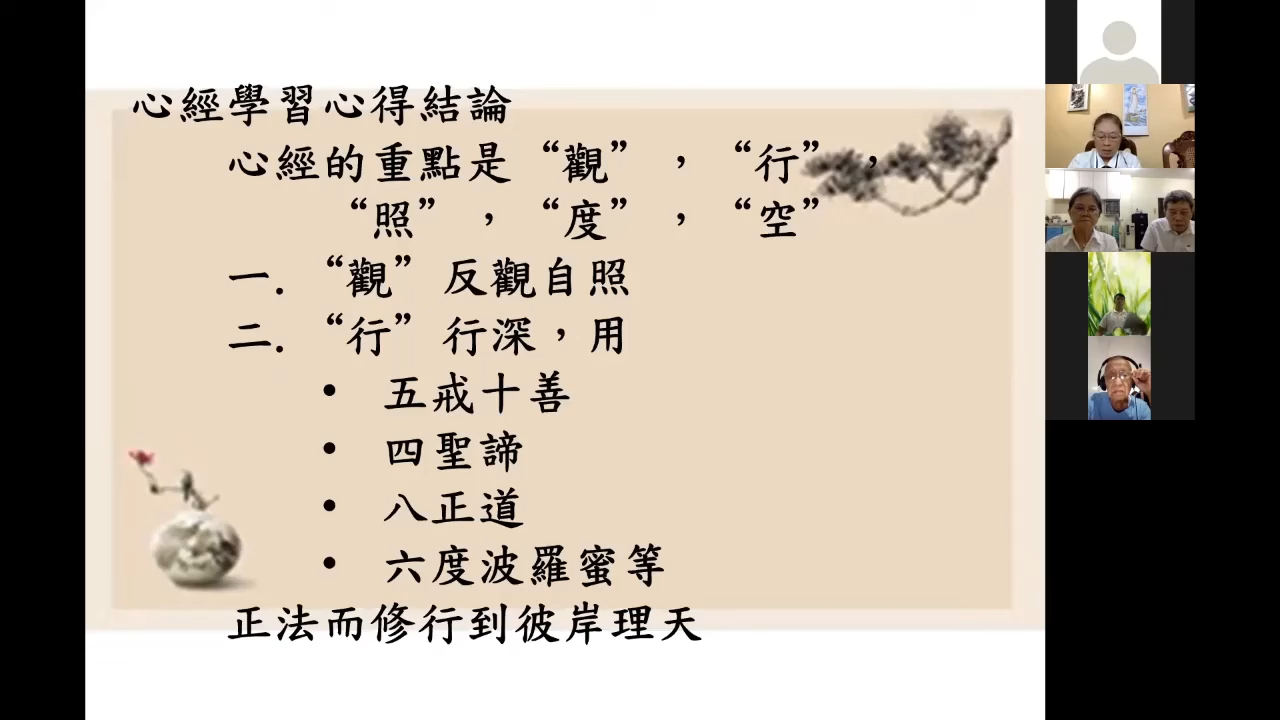 心經學習心得結論
心經的重點是“觀”，“行”，
“照”，“度”，“空”
一.“觀”反觀自照
二.“行”行深，用
• 五戒十善
• 四聖諦
• 八正道
• 六度波羅蜜等
正法而修行到彼岸理天